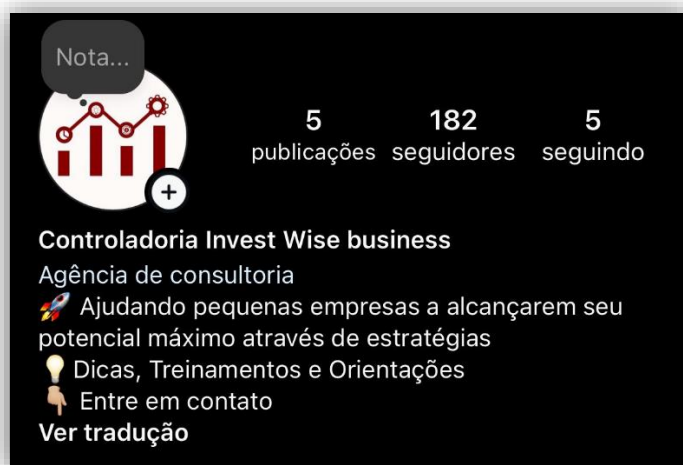 Nota...
5 182 5
publicações seguidores seguindo
Controladoria Invest Wise business
Agência de consultoria
🚀 Ajudando pequenas empresas a alcançarem seu
potencial máximo através de estratégias
💡 Dicas, Treinamentos e Orientações
👇🏼 Entre em contato
Ver tradução